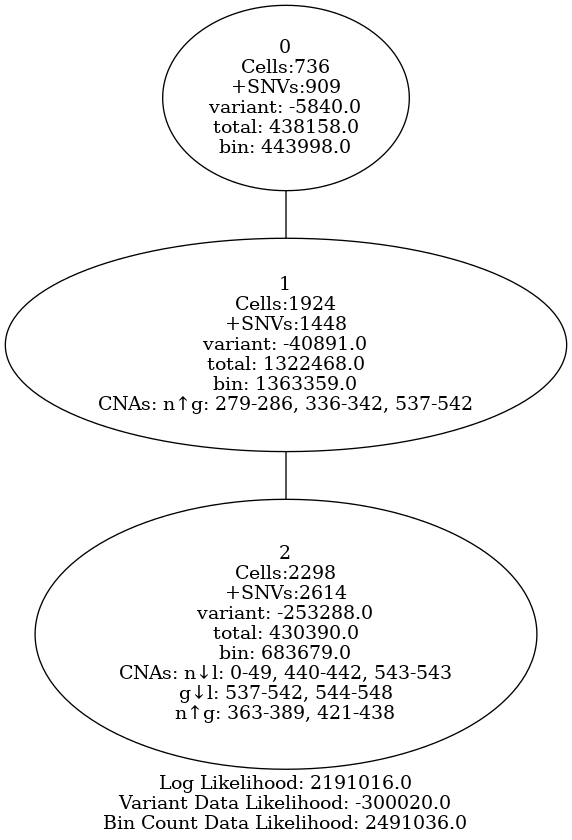 0
Cells:736
+SNVs:909
variant: -5840.0
total: 438158.0
bin: 443998.0
1
Cells:1924
+SNVs:1448
variant: -40891.0
total: 1322468.0
bin: 1363359.0
CNAs: n↑g: 279-286, 336-342, 537-542
2
Cells:2298
+SNVs:2614
variant: -253288.0
total: 430390.0
bin: 683679.0
CNAs: n↓l: 0-49, 440-442, 543-543
g↓l: 537-542, 544-548
n↑g: 363-389, 421-438
Log Likelihood: 2191016.0
Variant Data Likelihood: -300020.0
Bin Count Data Likelihood: 2491036.0